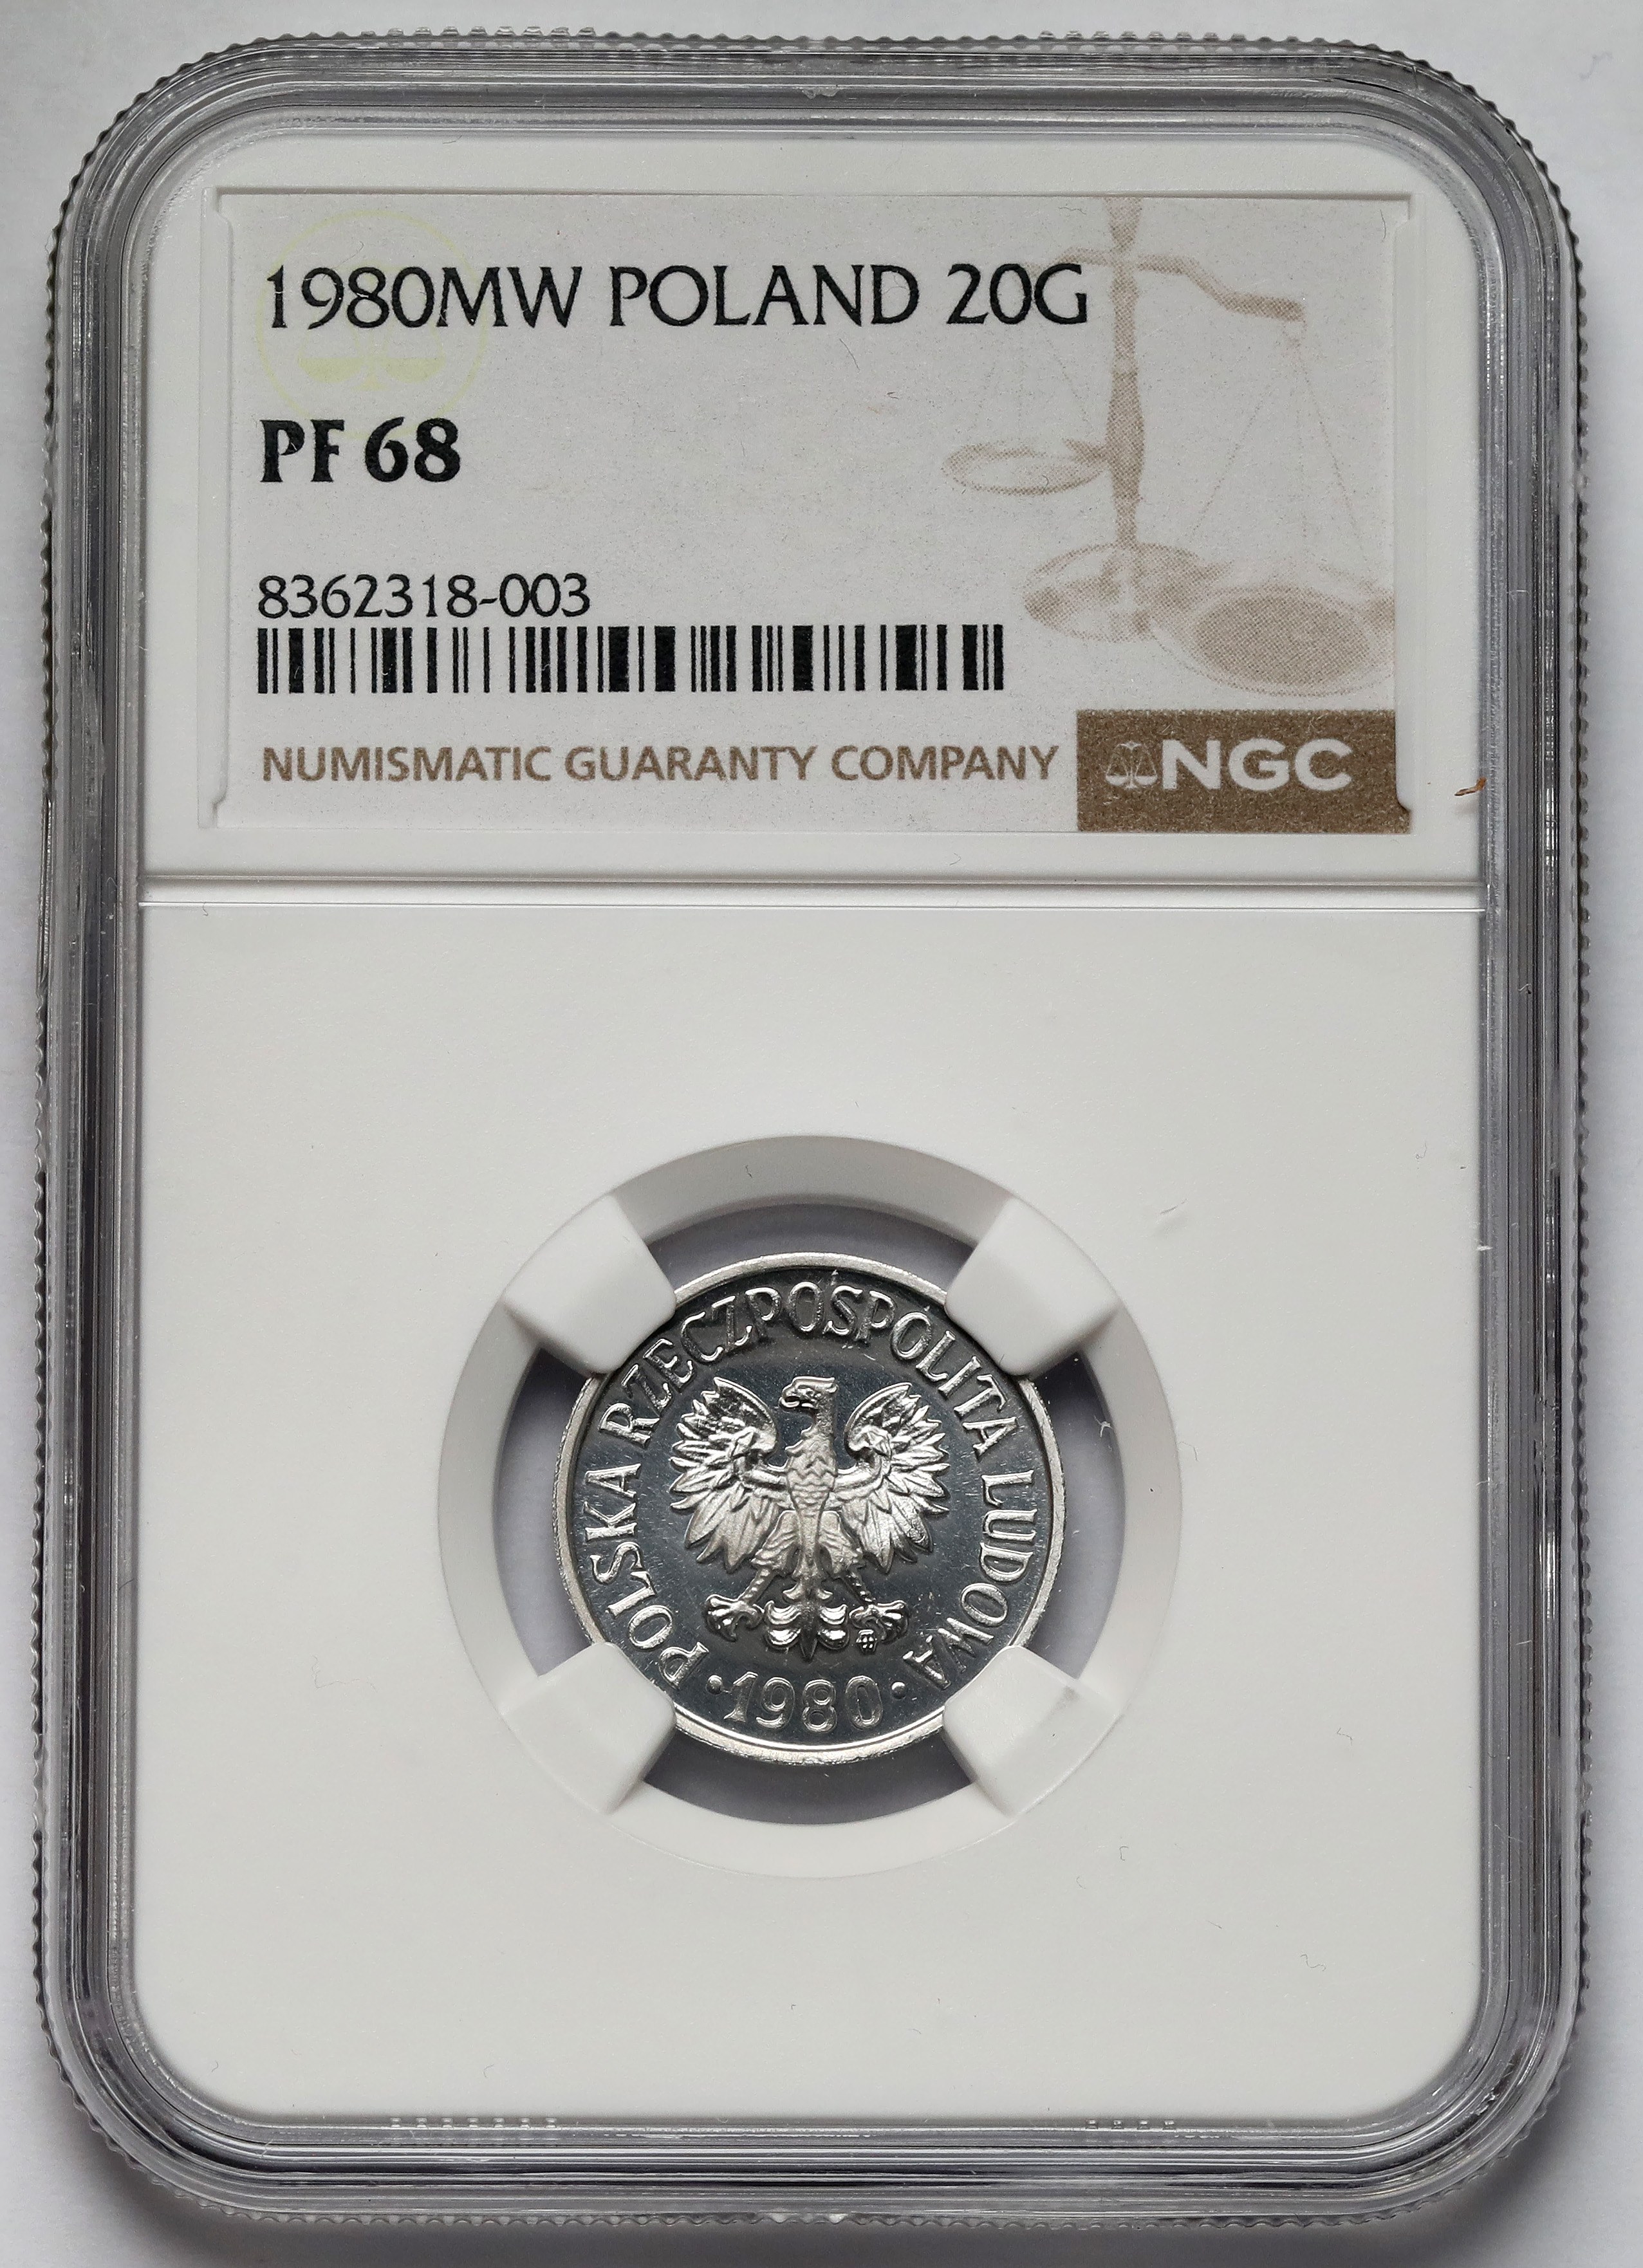 1980MW POLAND 20G
PF 68
8362318-003
NUMISMATIC GUARANTY COMPANY NGC
POLSKA RZECZPOSPOLITA LUDOWA
·1980·